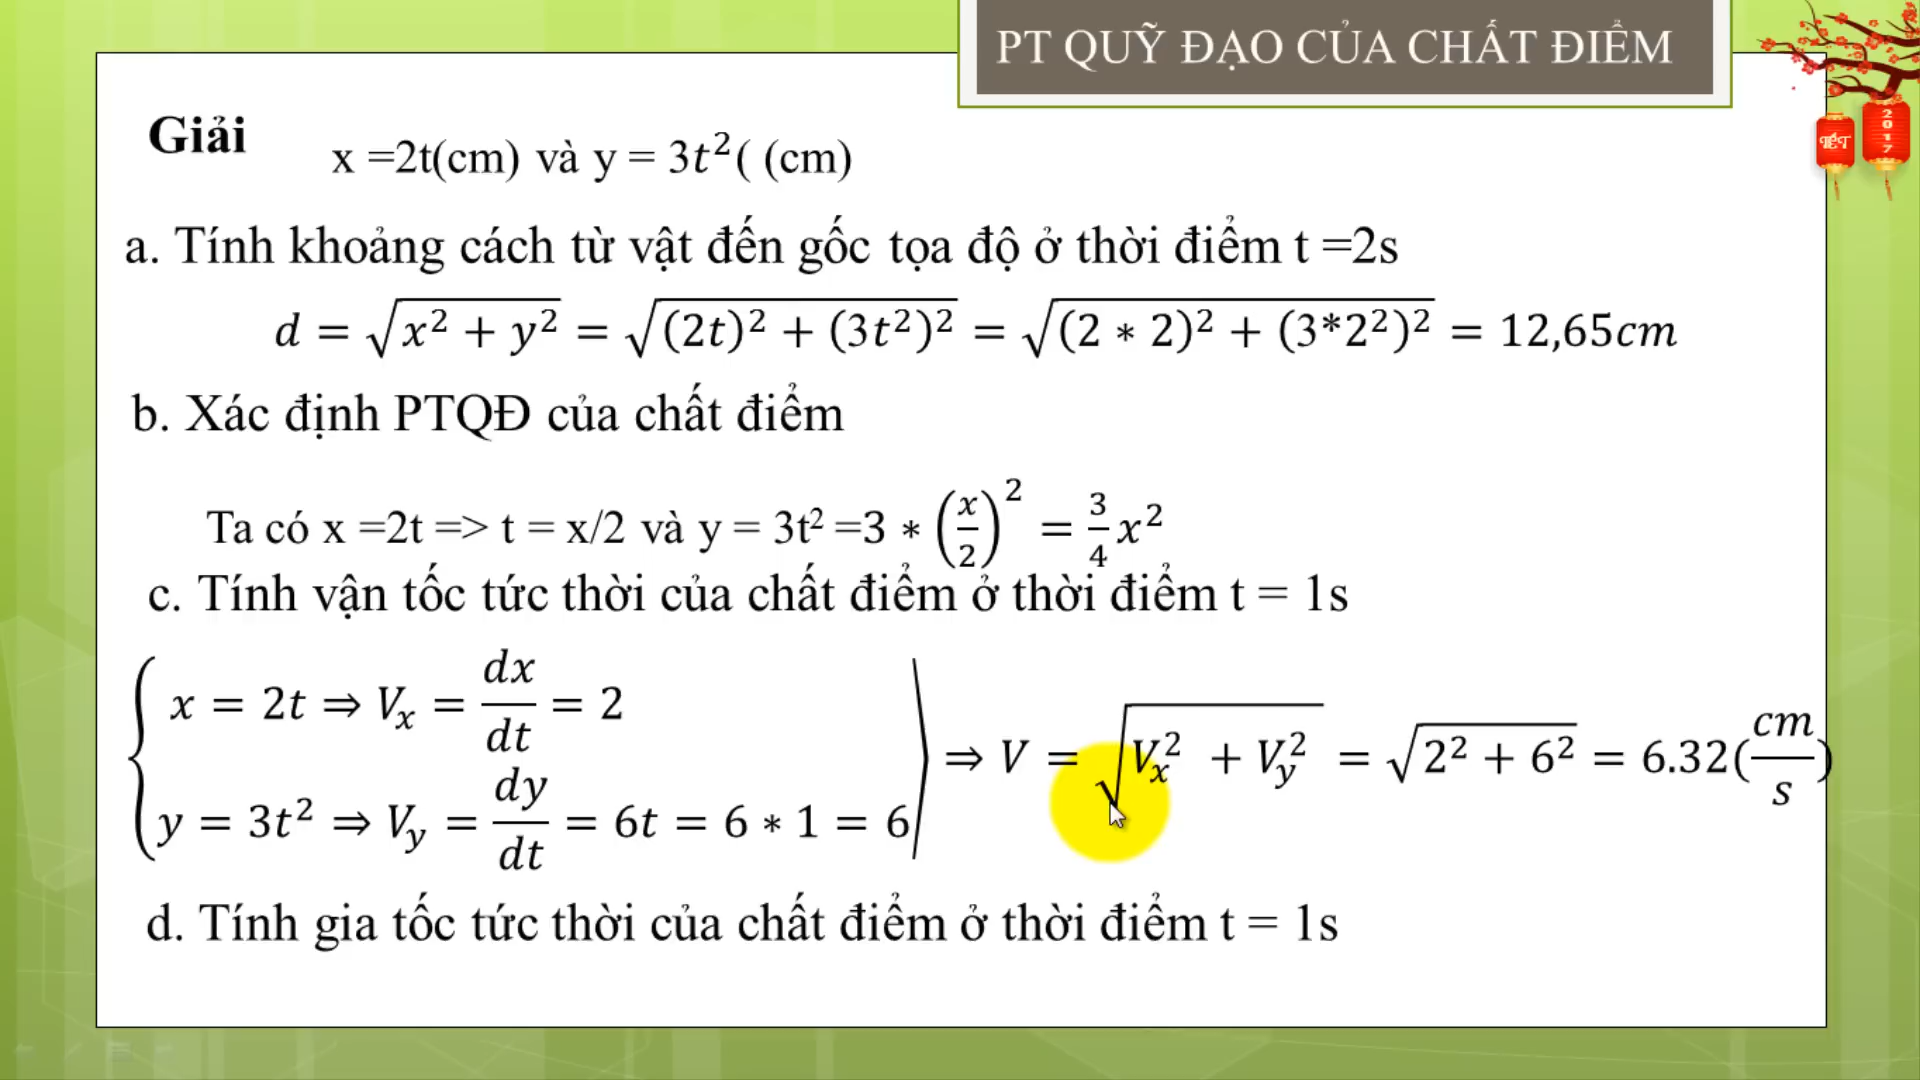 PT QUỸ ĐẠO CỦA CHẤT ĐIỂM
TẾT
2017
Giải
x =2t(cm) và y = 3t²( (cm)
a. Tính khoảng cách từ vật đến gốc tọa độ ở thời điểm t =2s
d = √(x² + y²) = √((2t)² + (3t²)²) = √((2 ∗ 2)² + (3*2²)²) = 12,65cm
b. Xác định PTQĐ của chất điểm
Ta có x =2t => t = x/2 và y = 3t² =3 ∗ (x/2)² = 3/4 x²
c. Tính vận tốc tức thời của chất điểm ở thời điểm t = 1s
x = 2t ⇒ Vₓ = dx/dt = 2
y = 3t² ⇒ V_y = dy/dt = 6t = 6 ∗ 1 = 6
⇒ V = √(Vₓ² + V_y²) = √(2² + 6²) = 6.32(cm/s)
d. Tính gia tốc tức thời của chất điểm ở thời điểm t = 1s